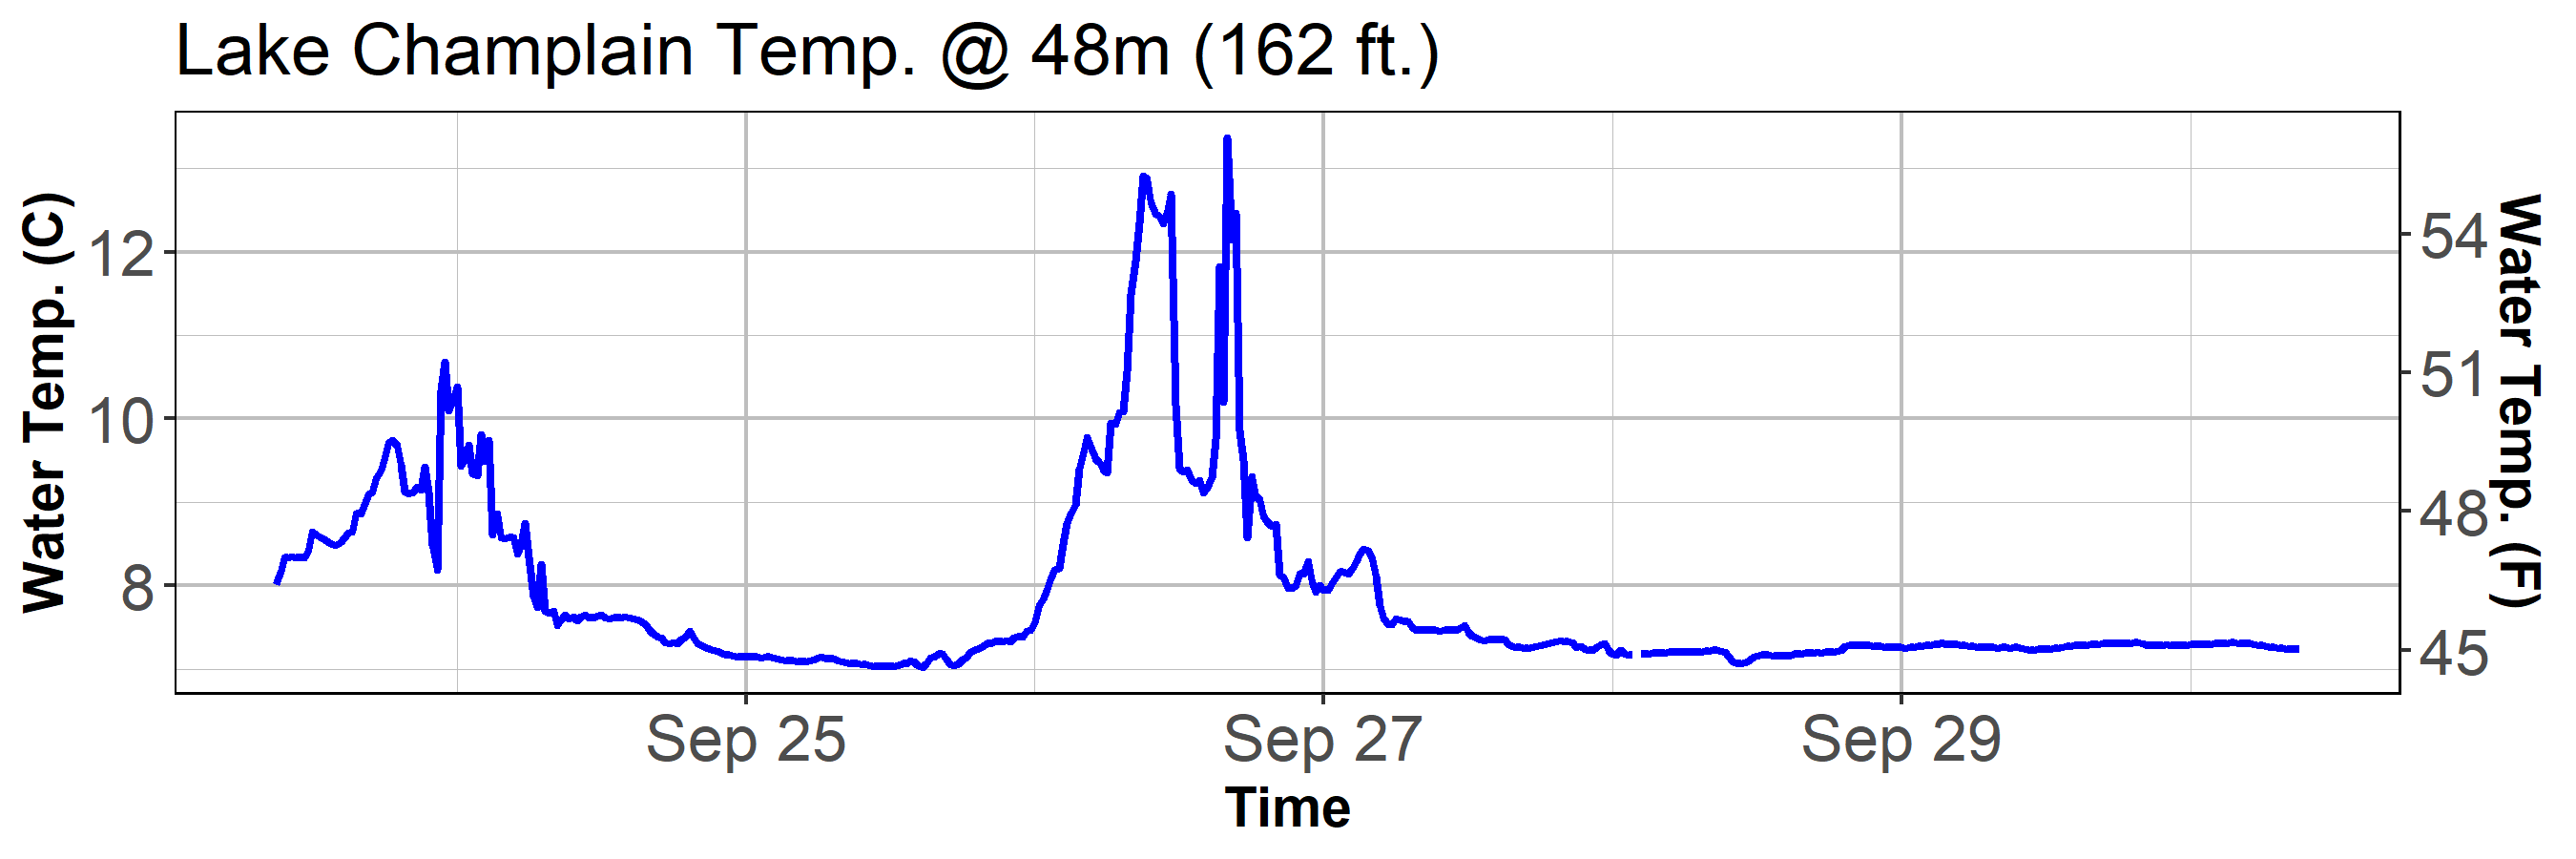 Lake Champlain Temp. @ 48m (162 ft.)
Water Temp. (C)
12
10
8
54
51
48
45
Water Temp. (F)
Sep 25
Sep 27
Sep 29
Time